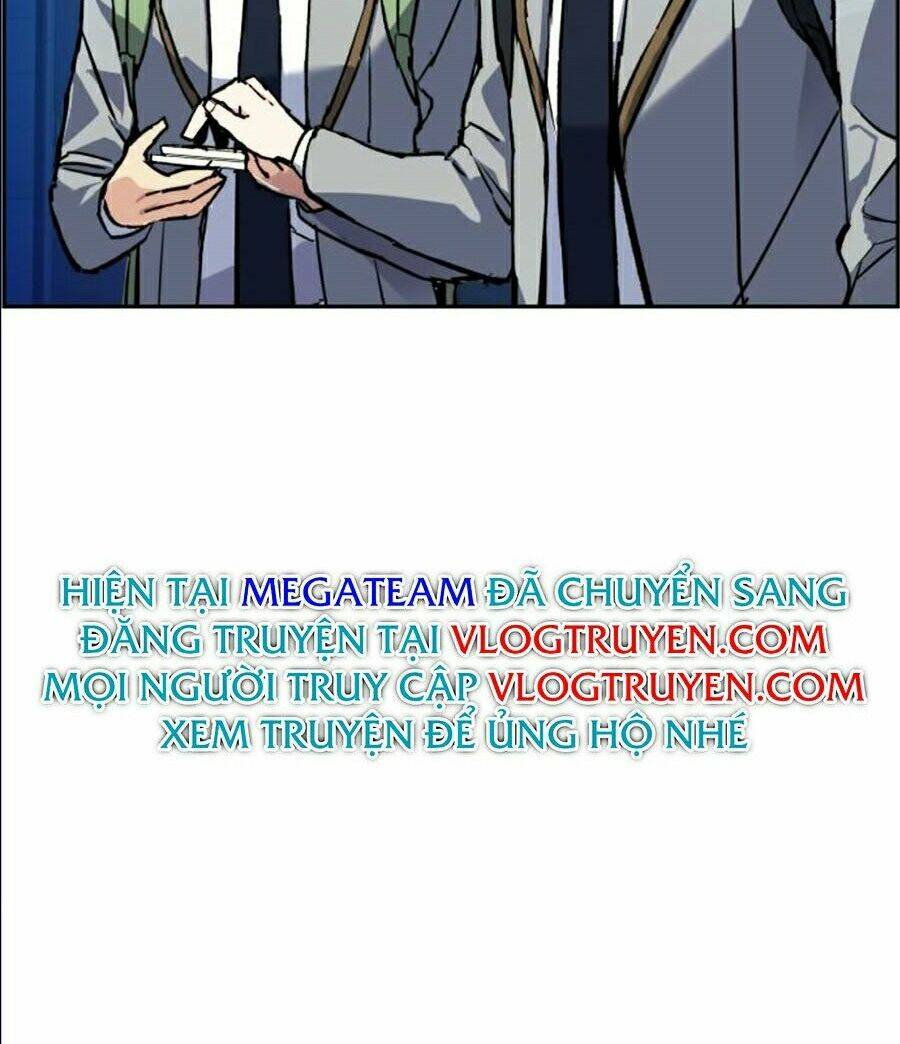 HIỆN TẠI MEGATEAM ĐÃ CHUYỂN SANG
ĐĂNG TRUYỆN TẠI VLOGTRUYEN.COM
MỌI NGƯỜI TRUY CẬP VLOGTRUYEN.COM
XEM TRUYỆN ĐỂ ỦNG HỘ NHÉ